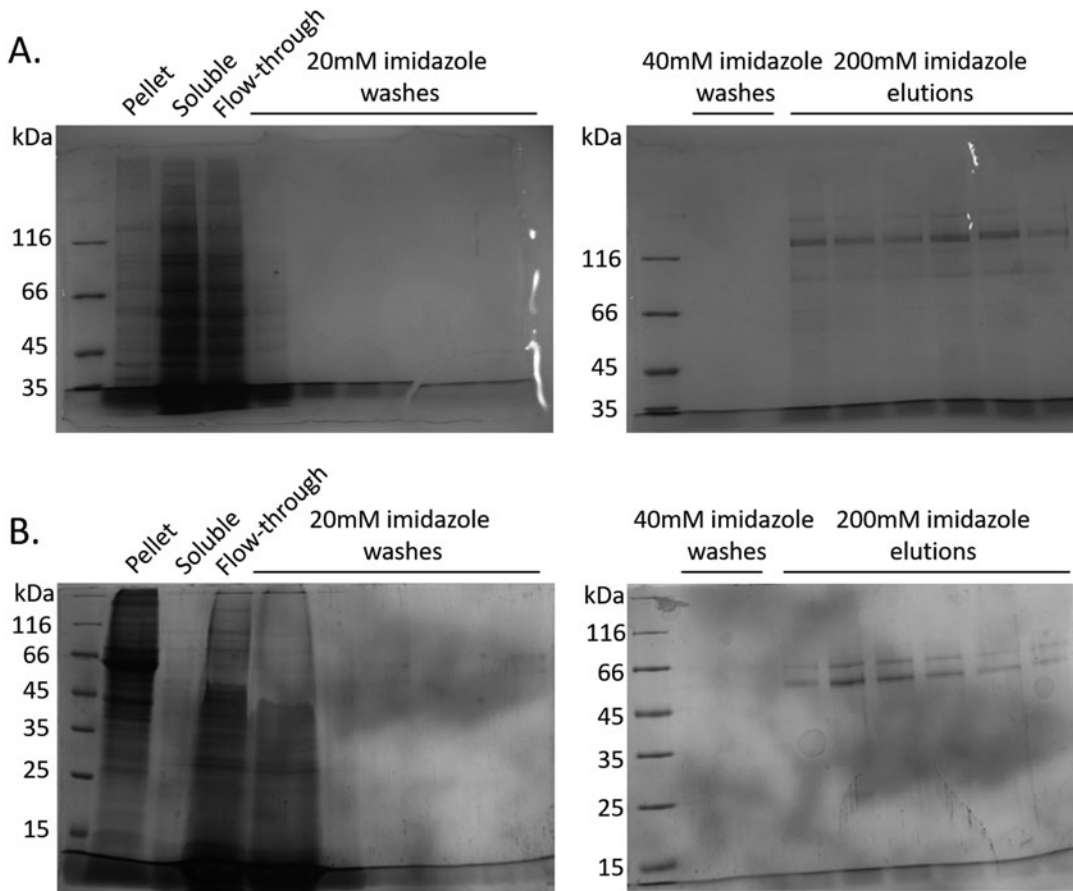 A.
Pellet
Soluble
Flow-through
20mM imidazole
washes
kDa
116
66
45
35
40mM imidazole
washes
200mM imidazole
elutions
kDa
116
66
45
35
B.
Pellet
Soluble
Flow-through
20mM imidazole
washes
kDa
116
66
45
35
25
15
40mM imidazole
washes
200mM imidazole
elutions
kDa
116
66
45
35
25
15